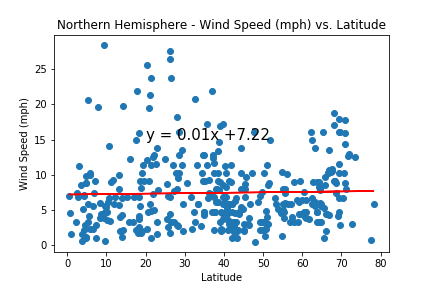 Northern Hemisphere - Wind Speed (mph) vs. Latitude
Wind Speed (mph)
25
20
15
10
5
0
y = 0.01x +7.22
0 10 20 30 40 50 60 70 80
Latitude